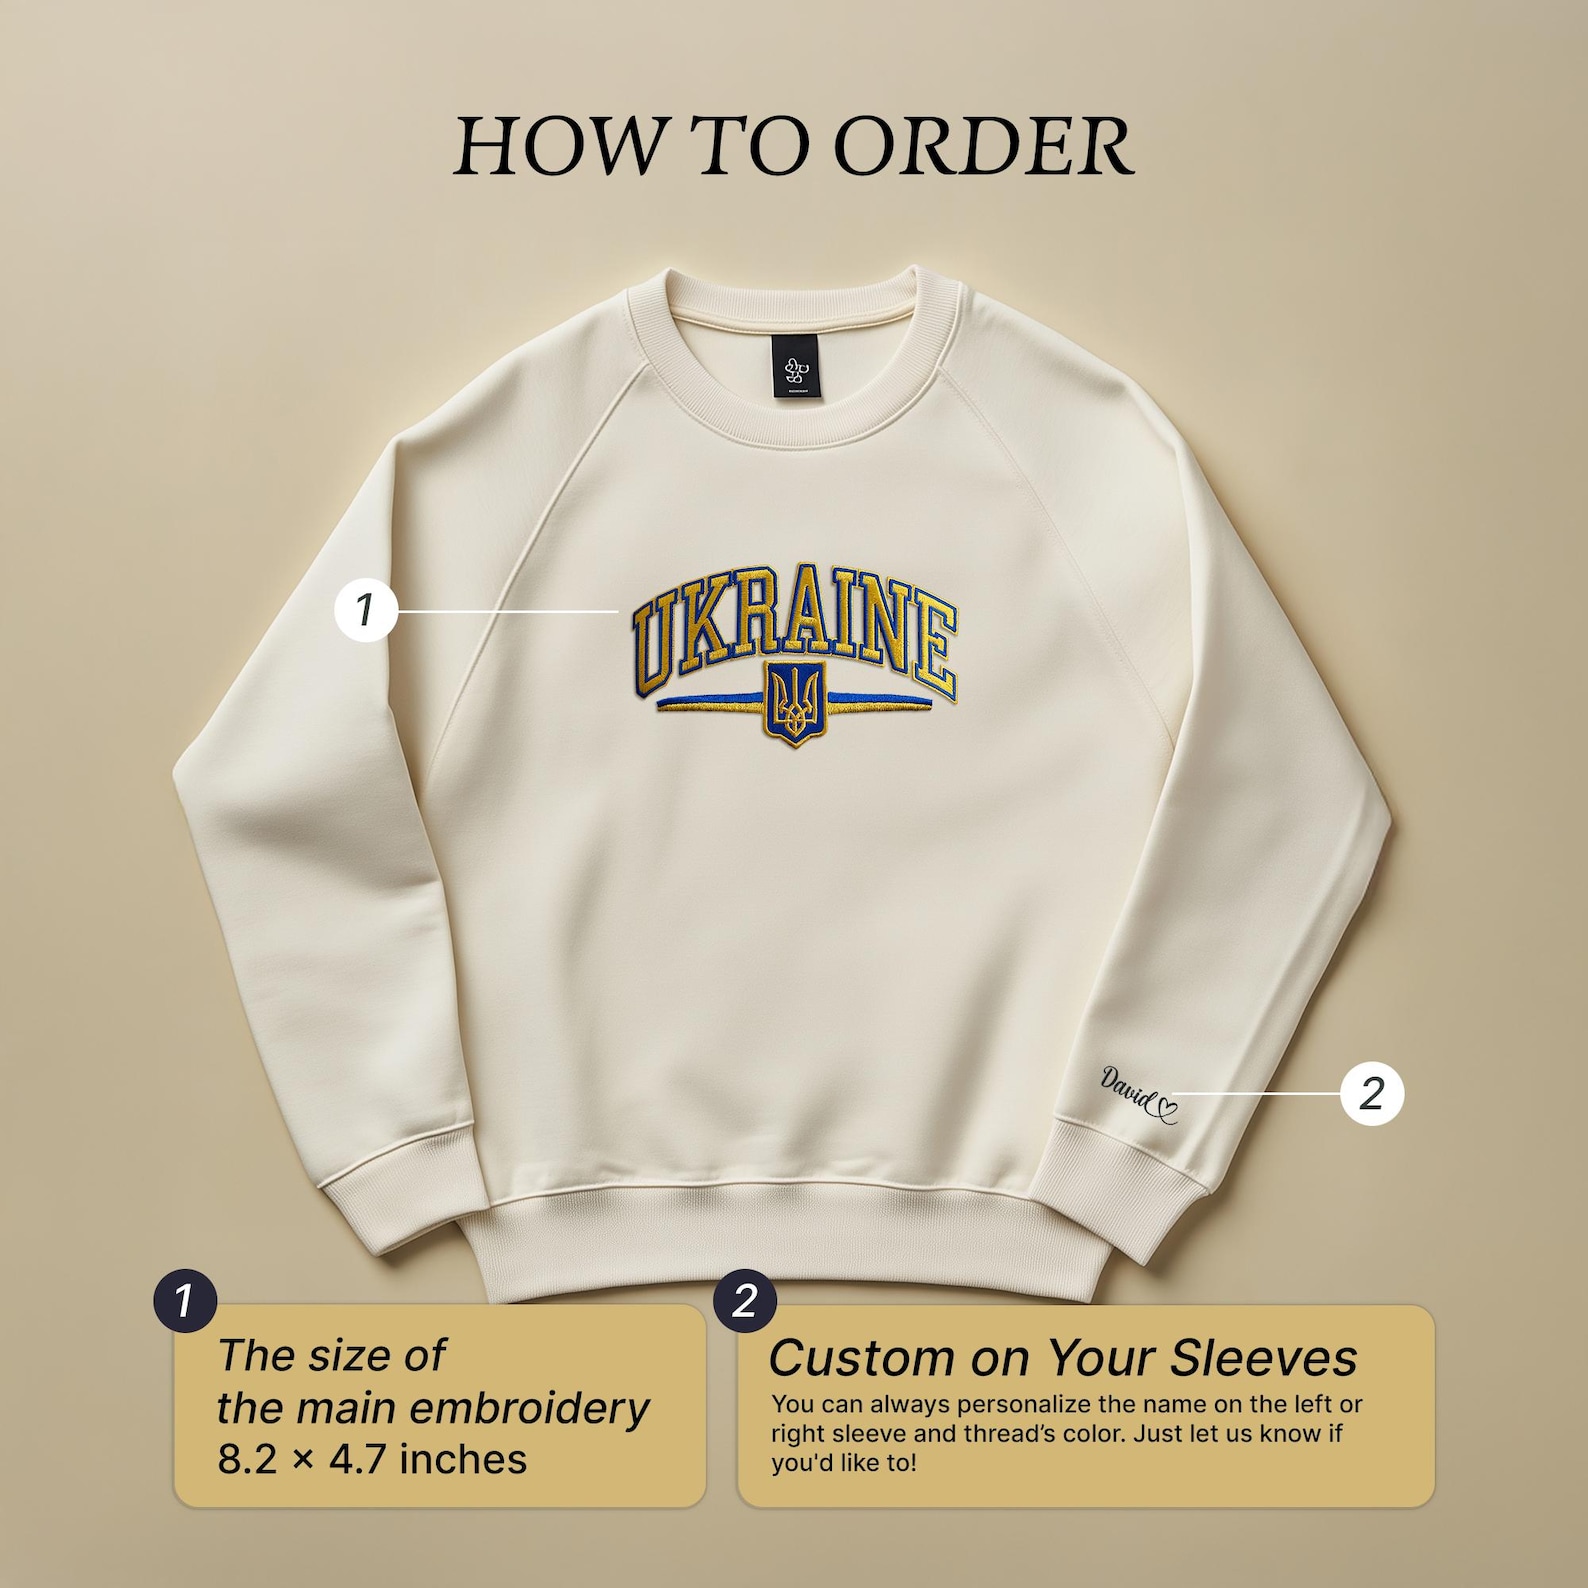 HOW TO ORDER
UKRAINE
1
David
2
1
The size of
the main embroidery
8.2 × 4.7 inches
2
Custom on Your Sleeves
You can always personalize the name on the left or
right sleeve and thread’s color. Just let us know if
you'd like to!